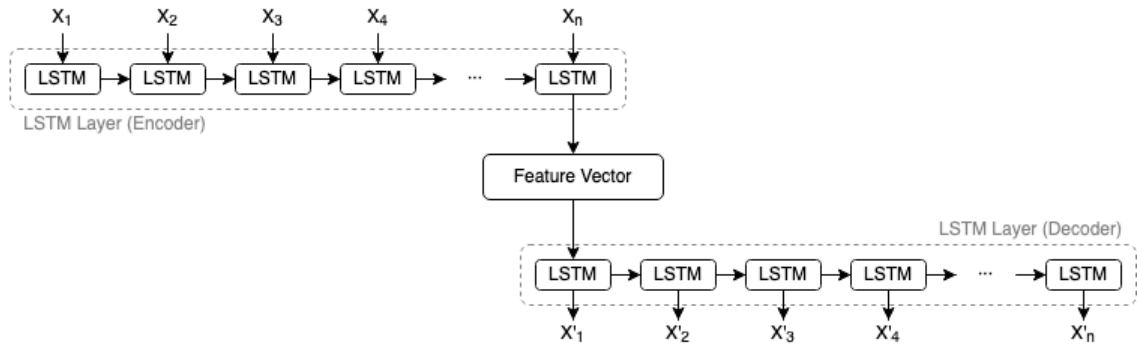 X₁ X₂ X₃ X₄ Xₙ
LSTM LSTM LSTM LSTM ... LSTM
LSTM Layer (Encoder)
Feature Vector
LSTM Layer (Decoder)
LSTM LSTM LSTM LSTM ... LSTM
X'₁ X'₂ X'₃ X'₄ X'ₙ